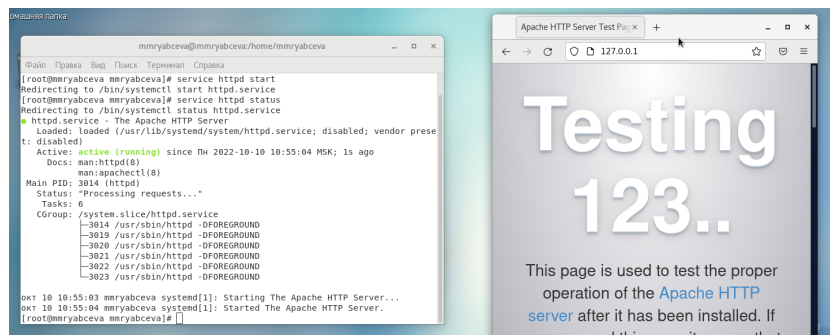 омашняя папка
mmryabceva@mmryabceva:/home/mmryabceva
Файл Правка Вид Поиск Терминал Справка
[root@mmryabceva mmryabceva]# service httpd start
Redirecting to /bin/systemctl start httpd.service
[root@mmryabceva mmryabceva]# service httpd status
Redirecting to /bin/systemctl status httpd.service
● httpd.service - The Apache HTTP Server
Loaded: loaded (/usr/lib/systemd/system/httpd.service; disabled; vendor prese
t: disabled)
Active: active (running) since Пн 2022-10-10 10:55:04 MSK; 1s ago
Docs: man:httpd(8)
man:apachectl(8)
Main PID: 3014 (httpd)
Status: "Processing requests..."
Tasks: 6
CGroup: /system.slice/httpd.service
├─3014 /usr/sbin/httpd -DFOREGROUND
├─3019 /usr/sbin/httpd -DFOREGROUND
├─3020 /usr/sbin/httpd -DFOREGROUND
├─3021 /usr/sbin/httpd -DFOREGROUND
├─3022 /usr/sbin/httpd -DFOREGROUND
└─3023 /usr/sbin/httpd -DFOREGROUND
окт 10 10:55:03 mmryabceva systemd[1]: Starting The Apache HTTP Server...
окт 10 10:55:04 mmryabceva systemd[1]: Started The Apache HTTP Server.
[root@mmryabceva mmryabceva]#
Apache HTTP Server Test Pag
127.0.0.1
Testing
123..
This page is used to test the proper
operation of the Apache HTTP
server after it has been installed. If